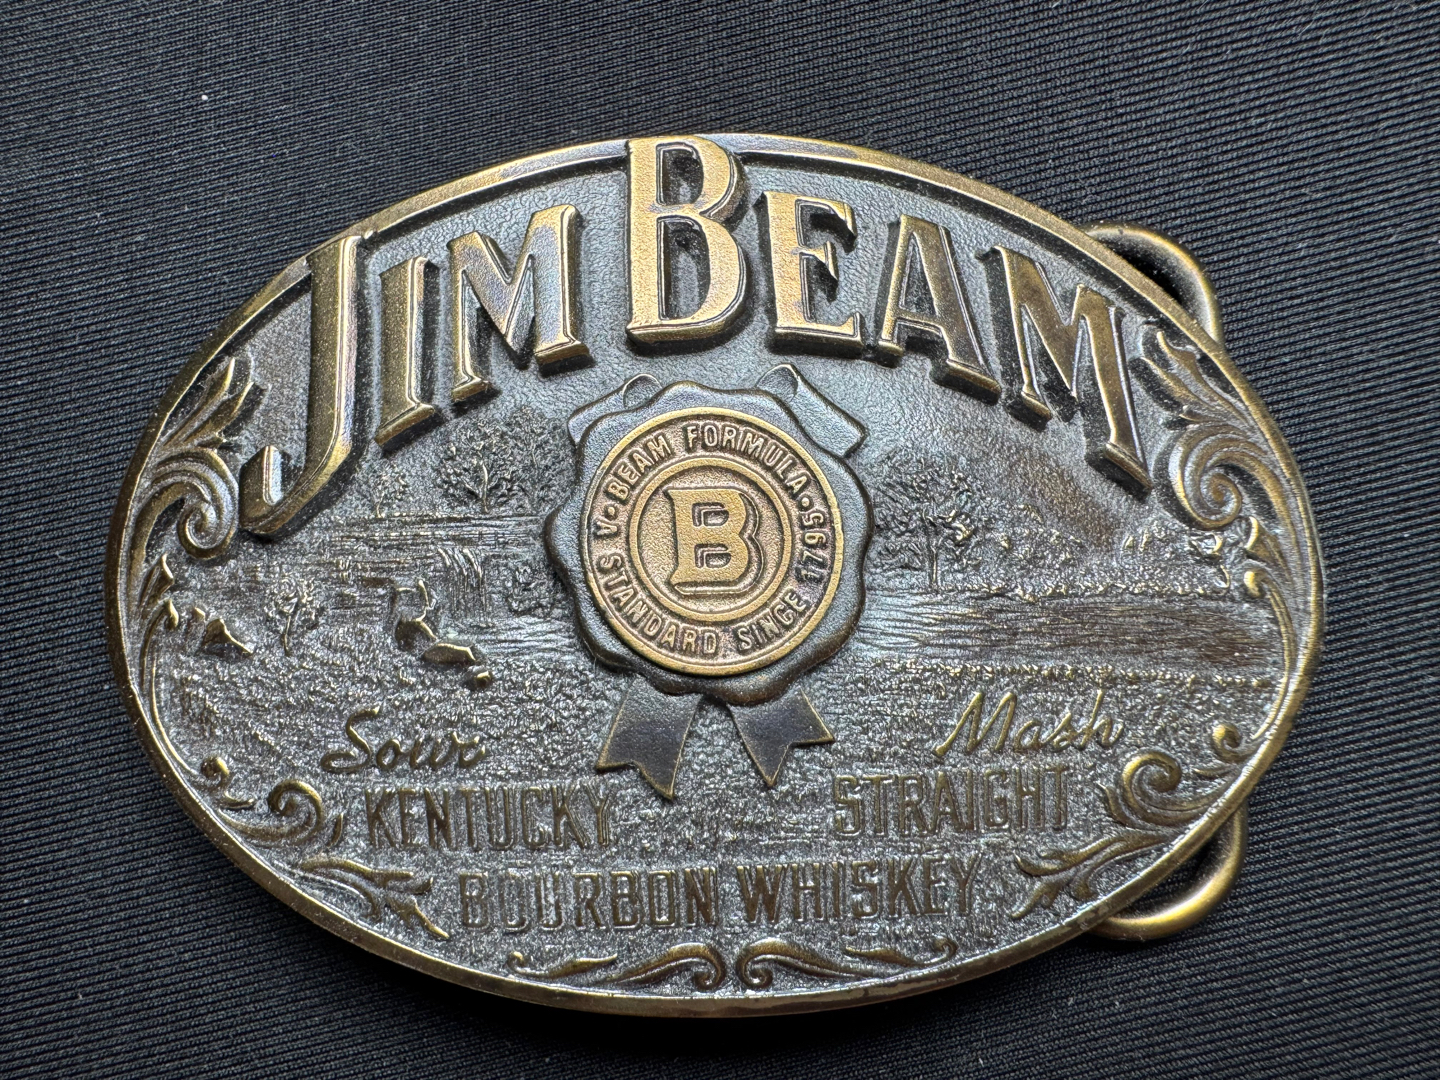 JIM BEAM
BEAM FORMULA • 1795
A STANDARD SINCE
B
Sour Mash
KENTUCKY STRAIGHT
BOURBON WHISKEY